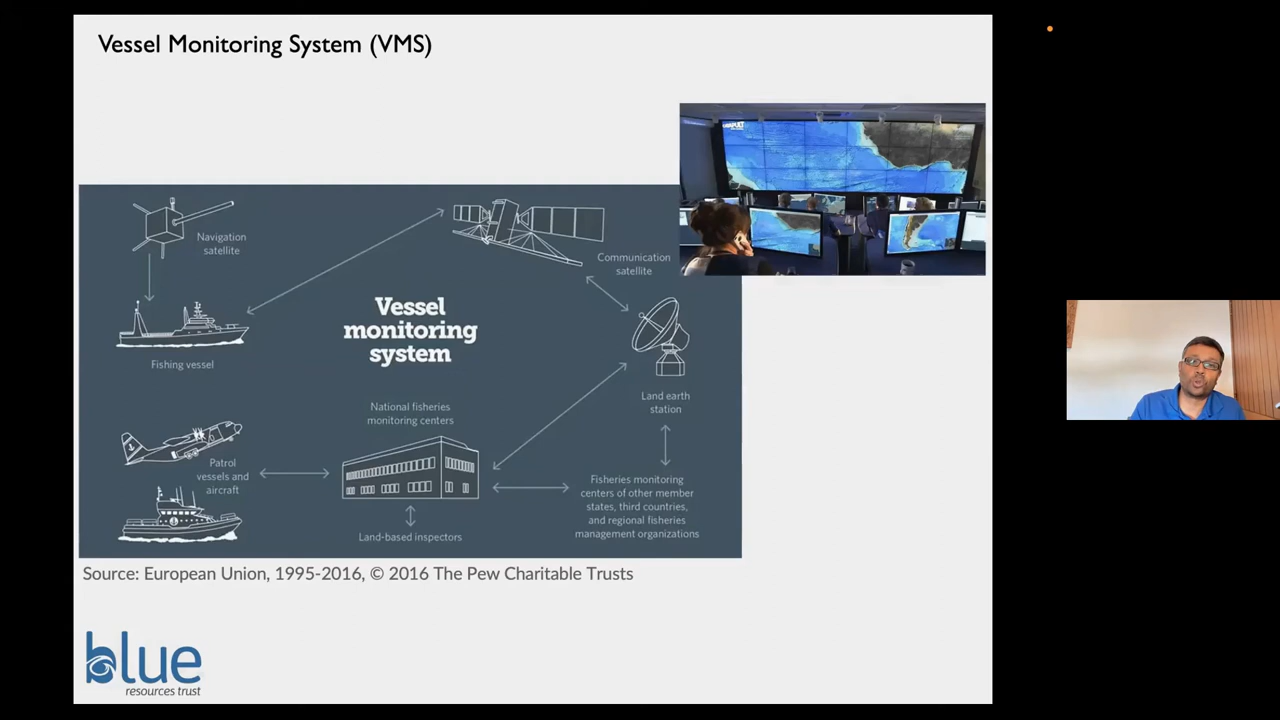 Vessel Monitoring System (VMS)
Navigation
satellite
Communication
satellite
Vessel
monitoring
system
Fishing vessel
Land earth
station
National fisheries
monitoring centers
Patrol
vessels and
aircraft
Fisheries monitoring
centers of other member
states, third countries,
and regional fisheries
management organizations
Land-based inspectors
Source: European Union, 1995-2016, © 2016 The Pew Charitable Trusts
blue
resources trust